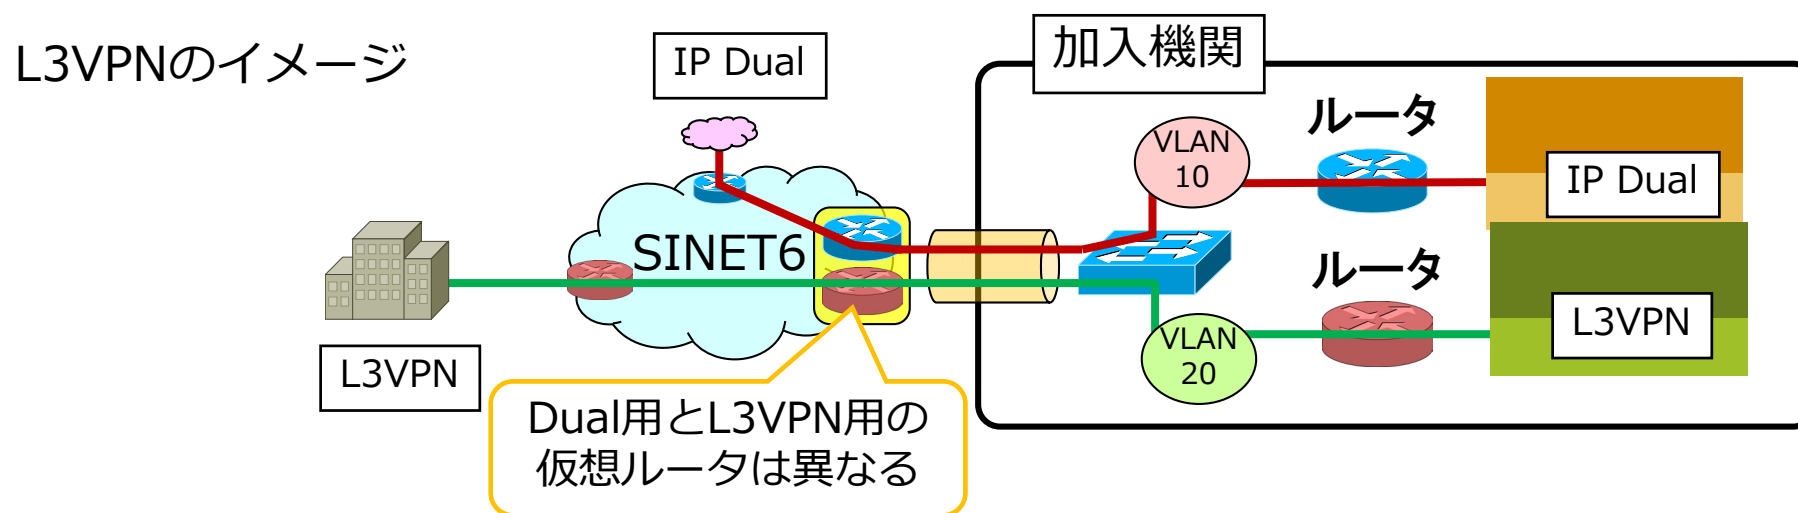 L3VPNのイメージ
IP Dual
加入機関
ルータ
VLAN
10
IP Dual
SINET6
ルータ
L3VPN
VLAN
20
L3VPN
Dual用とL3VPN用の
仮想ルータは異なる